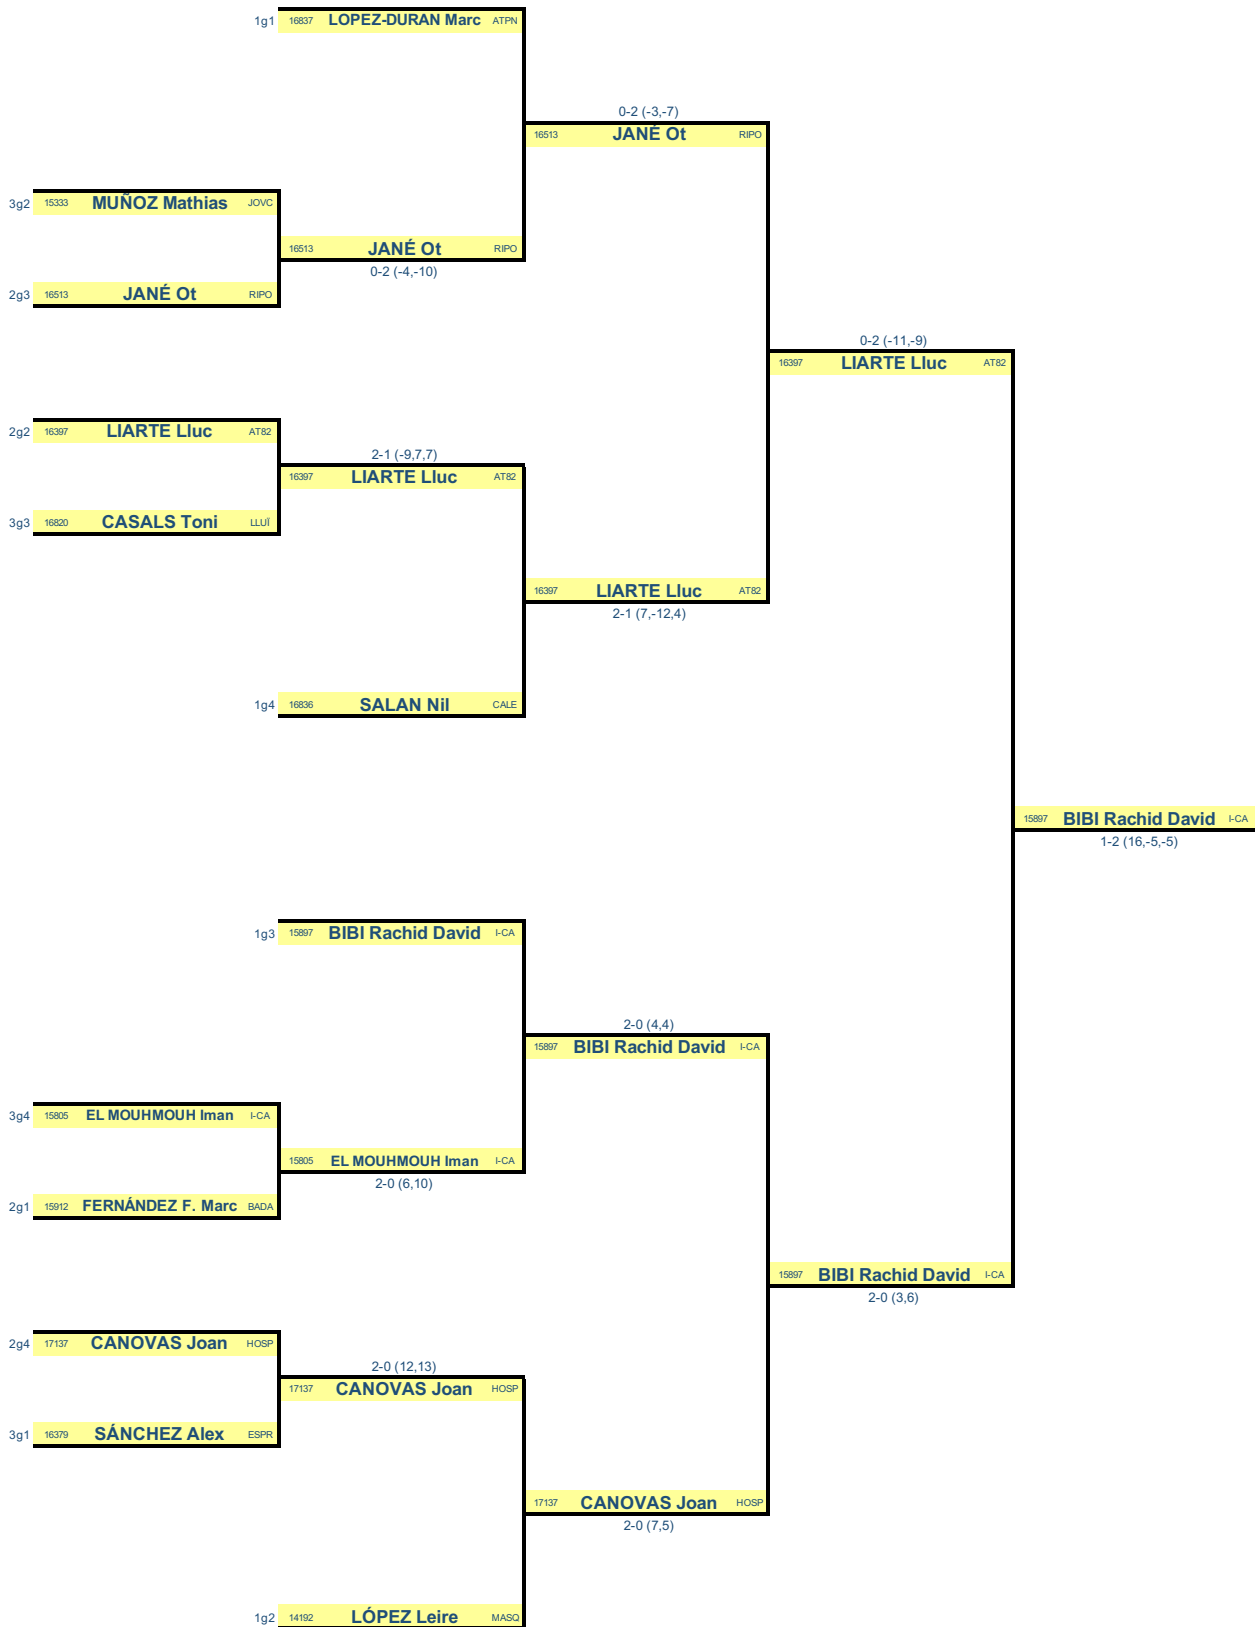 1g1 16837 LOPEZ-DURAN Marc ATPN
0-2 (-3,-7)
16513 JANÉ Ot RIPO
3g2 15333 MUÑOZ Mathias JOVC
16513 JANÉ Ot RIPO
0-2 (-4,-10)
2g3 16513 JANÉ Ot RIPO
0-2 (-11,-9)
16397 LIARTE Lluc AT82
2g2 16397 LIARTE Lluc AT82
2-1 (-9,7,7)
16397 LIARTE Lluc AT82
3g3 16820 CASALS Toni LLUÏ
16397 LIARTE Lluc AT82
2-1 (7,-12,4)
1g4 16836 SALAN Nil CALE
15897 BIBI Rachid David I-CA
1-2 (16,-5,-5)
1g3 15897 BIBI Rachid David I-CA
2-0 (4,4)
15897 BIBI Rachid David I-CA
3g4 15805 EL MOUHMOUH Iman I-CA
15805 EL MOUHMOUH Iman I-CA
2-0 (6,10)
2g1 15912 FERNÁNDEZ F. Marc BADA
15897 BIBI Rachid David I-CA
2-0 (3,6)
2g4 17137 CANOVAS Joan HOSP
2-0 (12,13)
17137 CANOVAS Joan HOSP
3g1 16379 SÁNCHEZ Alex ESPR
17137 CANOVAS Joan HOSP
2-0 (7,5)
1g2 14192 LÓPEZ Leire MASQ